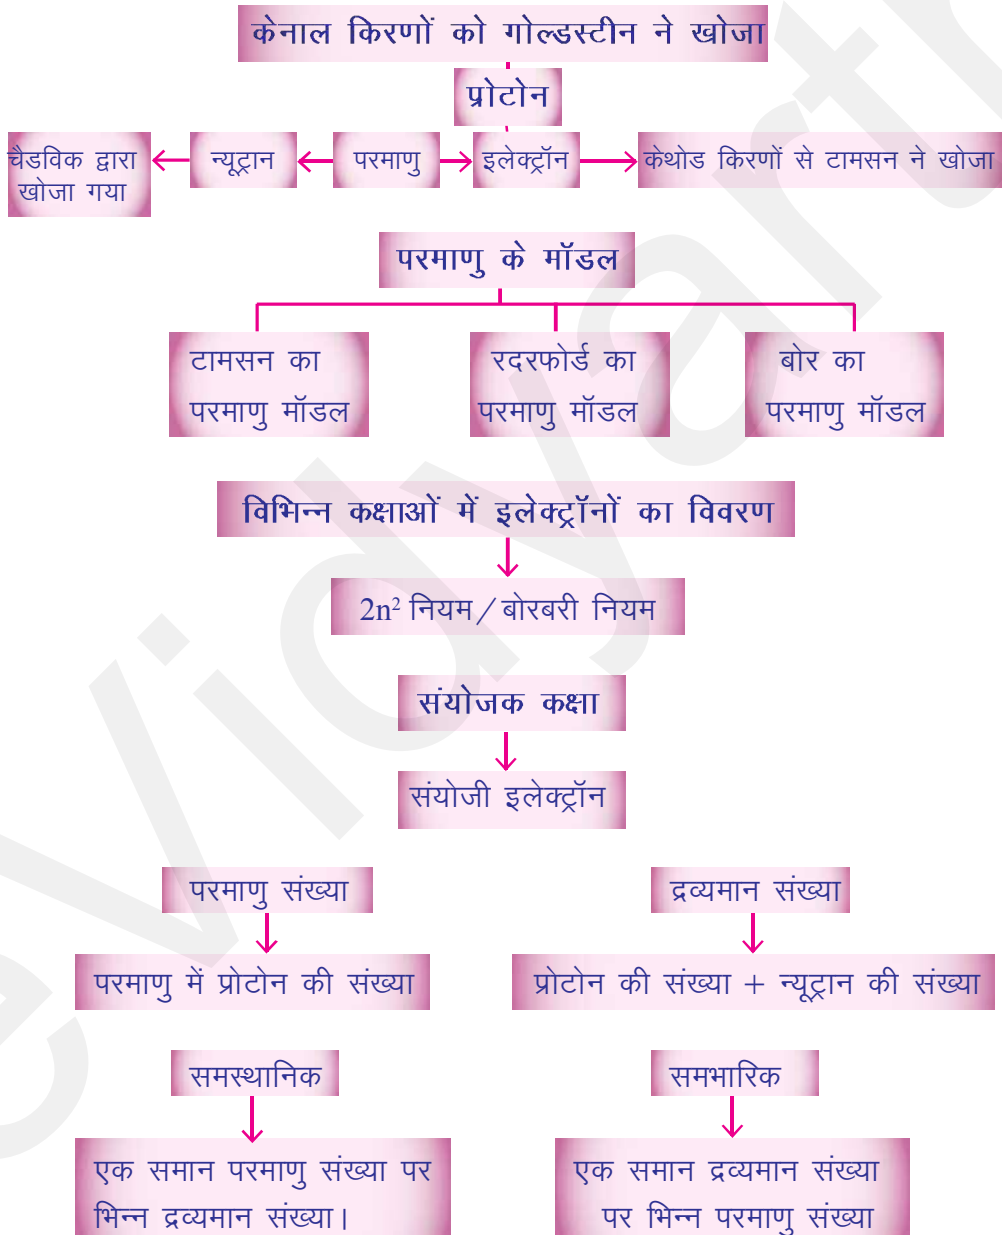 केनाल किरणों को गोल्डस्टीन ने खोजा
प्रोटोन
चैडविक द्वारा
खोजा गया
न्यूट्रान
परमाणु
इलेक्ट्रॉन
केथोड किरणों से टामसन ने खोजा
परमाणु के मॉडल
टामसन का
परमाणु मॉडल
रदरफोर्ड का
परमाणु मॉडल
बोर का
परमाणु मॉडल
विभिन्न कक्षाओं में इलेक्ट्रॉनों का विवरण
2n² नियम / बोरबरी नियम
संयोजक कक्षा
संयोजी इलेक्ट्रॉन
परमाणु संख्या
परमाणु में प्रोटोन की संख्या
द्रव्यमान संख्या
प्रोटोन की संख्या + न्यूट्रान की संख्या
समस्थानिक
एक समान परमाणु संख्या पर
भिन्न द्रव्यमान संख्या।
समभारिक
एक समान द्रव्यमान संख्या
पर भिन्न परमाणु संख्या
eVidyarthi